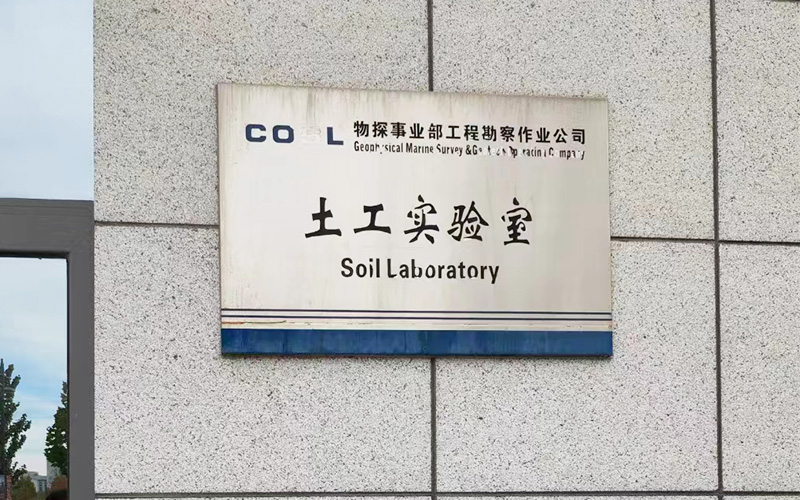 物探事业部工程勘察作业公司
Geophysical Marine Survey &
土工实验室
Soil Laboratory